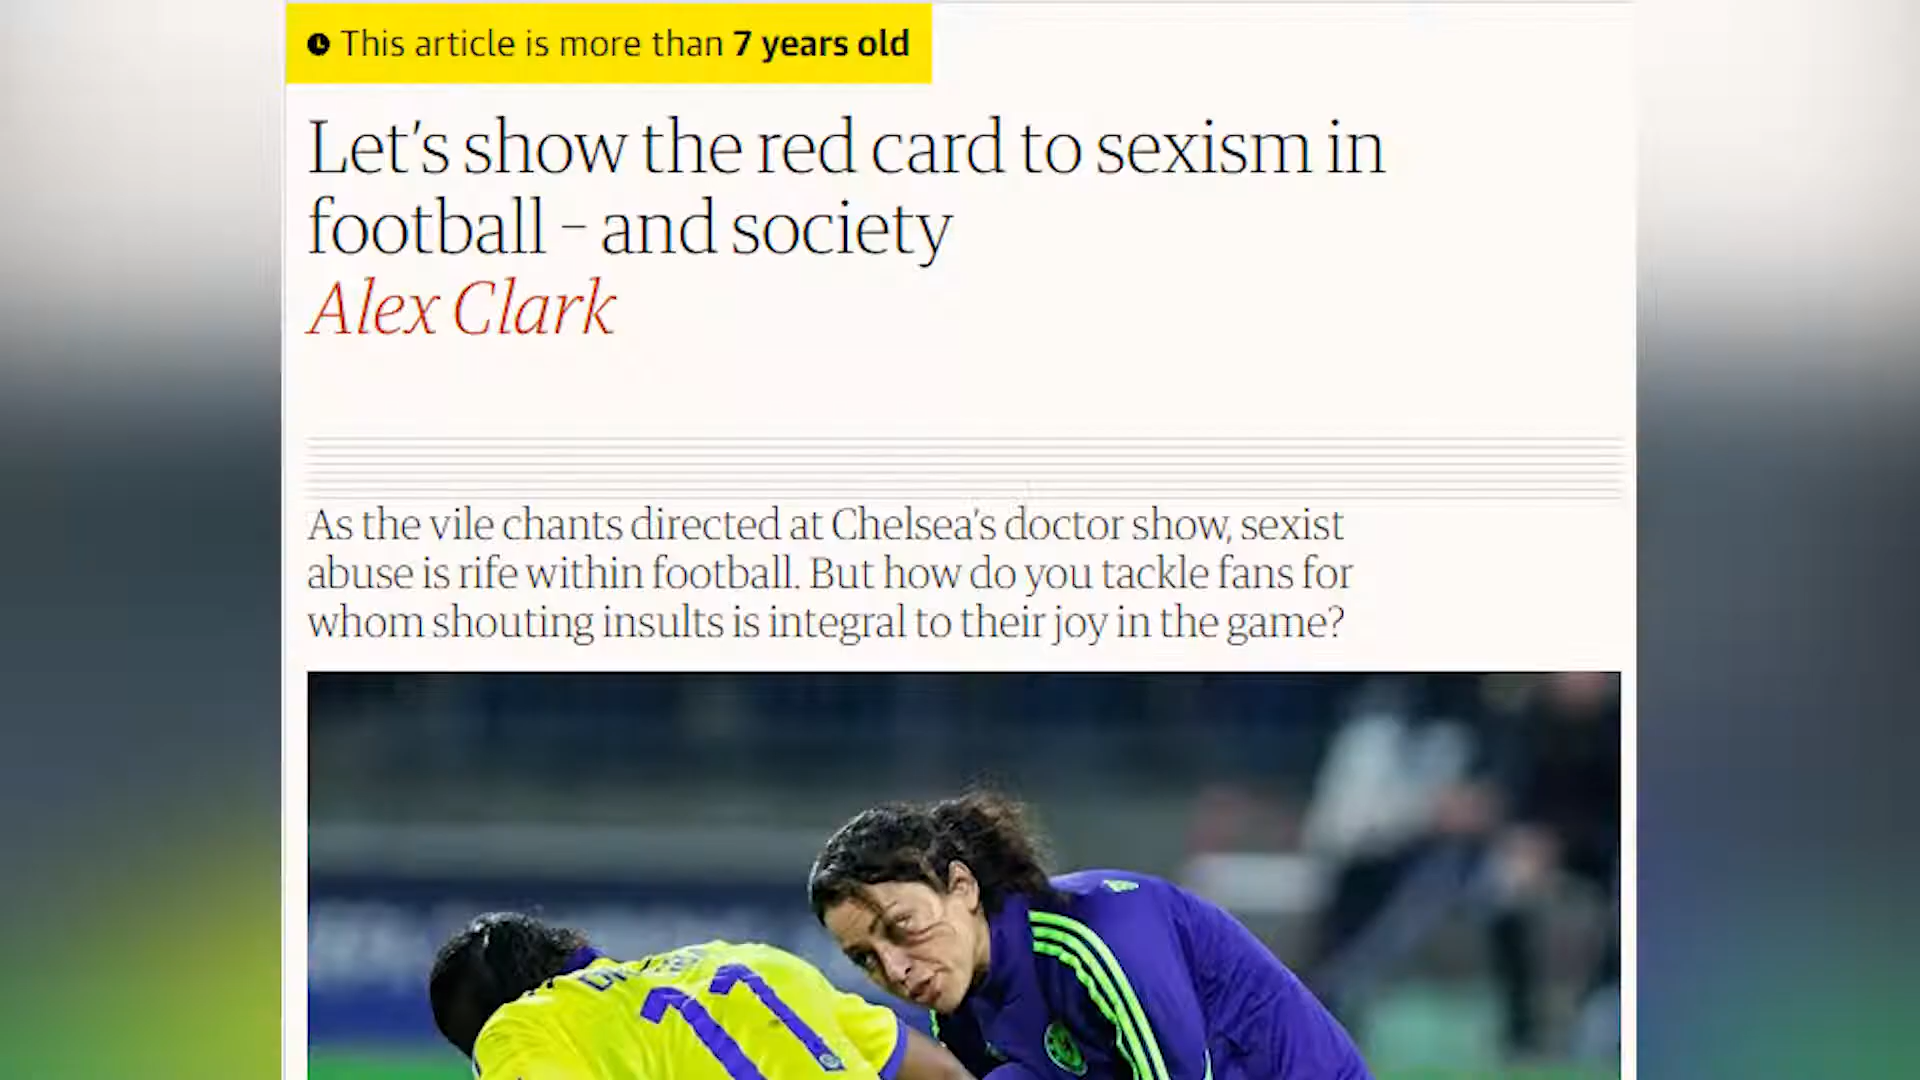 This article is more than 7 years old
Let's show the red card to sexism in
football – and society
Alex Clark
As the vile chants directed at Chelsea's doctor show, sexist
abuse is rife within football. But how do you tackle fans for
whom shouting insults is integral to their joy in the game?
11